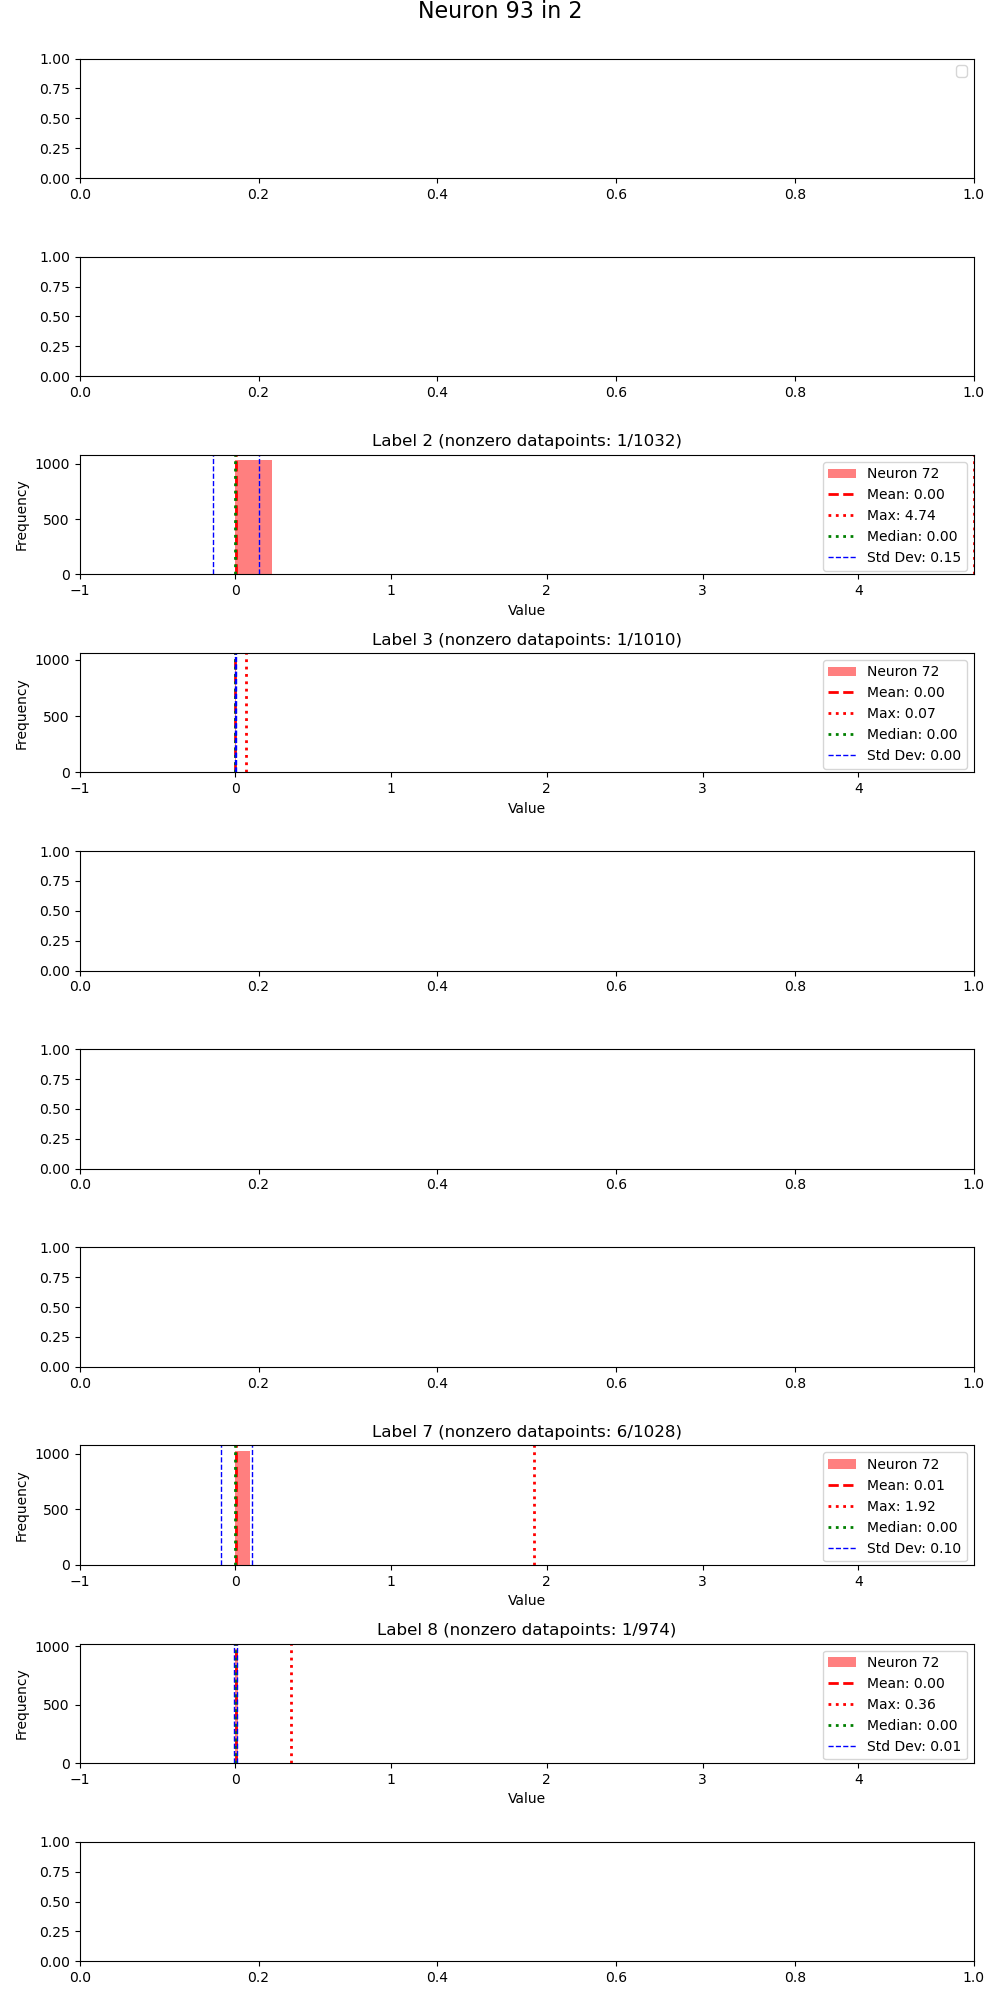 Neuron 93 in 2
1.00
0.75
0.50
0.25
0.00
0.0 0.2 0.4 0.6 0.8 1.0
1.00
0.75
0.50
0.25
0.00
0.0 0.2 0.4 0.6 0.8 1.0
Label 2 (nonzero datapoints: 1/1032)
Frequency
1000
500
0
Neuron 72
Mean: 0.00
Max: 4.74
Median: 0.00
Std Dev: 0.15
−1 0 1 2 3 4
Value
Label 3 (nonzero datapoints: 1/1010)
Frequency
1000
500
0
Neuron 72
Mean: 0.00
Max: 0.07
Median: 0.00
Std Dev: 0.00
−1 0 1 2 3 4
Value
1.00
0.75
0.50
0.25
0.00
0.0 0.2 0.4 0.6 0.8 1.0
1.00
0.75
0.50
0.25
0.00
0.0 0.2 0.4 0.6 0.8 1.0
1.00
0.75
0.50
0.25
0.00
0.0 0.2 0.4 0.6 0.8 1.0
Label 7 (nonzero datapoints: 6/1028)
Frequency
1000
500
0
Neuron 72
Mean: 0.01
Max: 1.92
Median: 0.00
Std Dev: 0.10
−1 0 1 2 3 4
Value
Label 8 (nonzero datapoints: 1/974)
Frequency
1000
500
0
Neuron 72
Mean: 0.00
Max: 0.36
Median: 0.00
Std Dev: 0.01
−1 0 1 2 3 4
Value
1.00
0.75
0.50
0.25
0.00
0.0 0.2 0.4 0.6 0.8 1.0